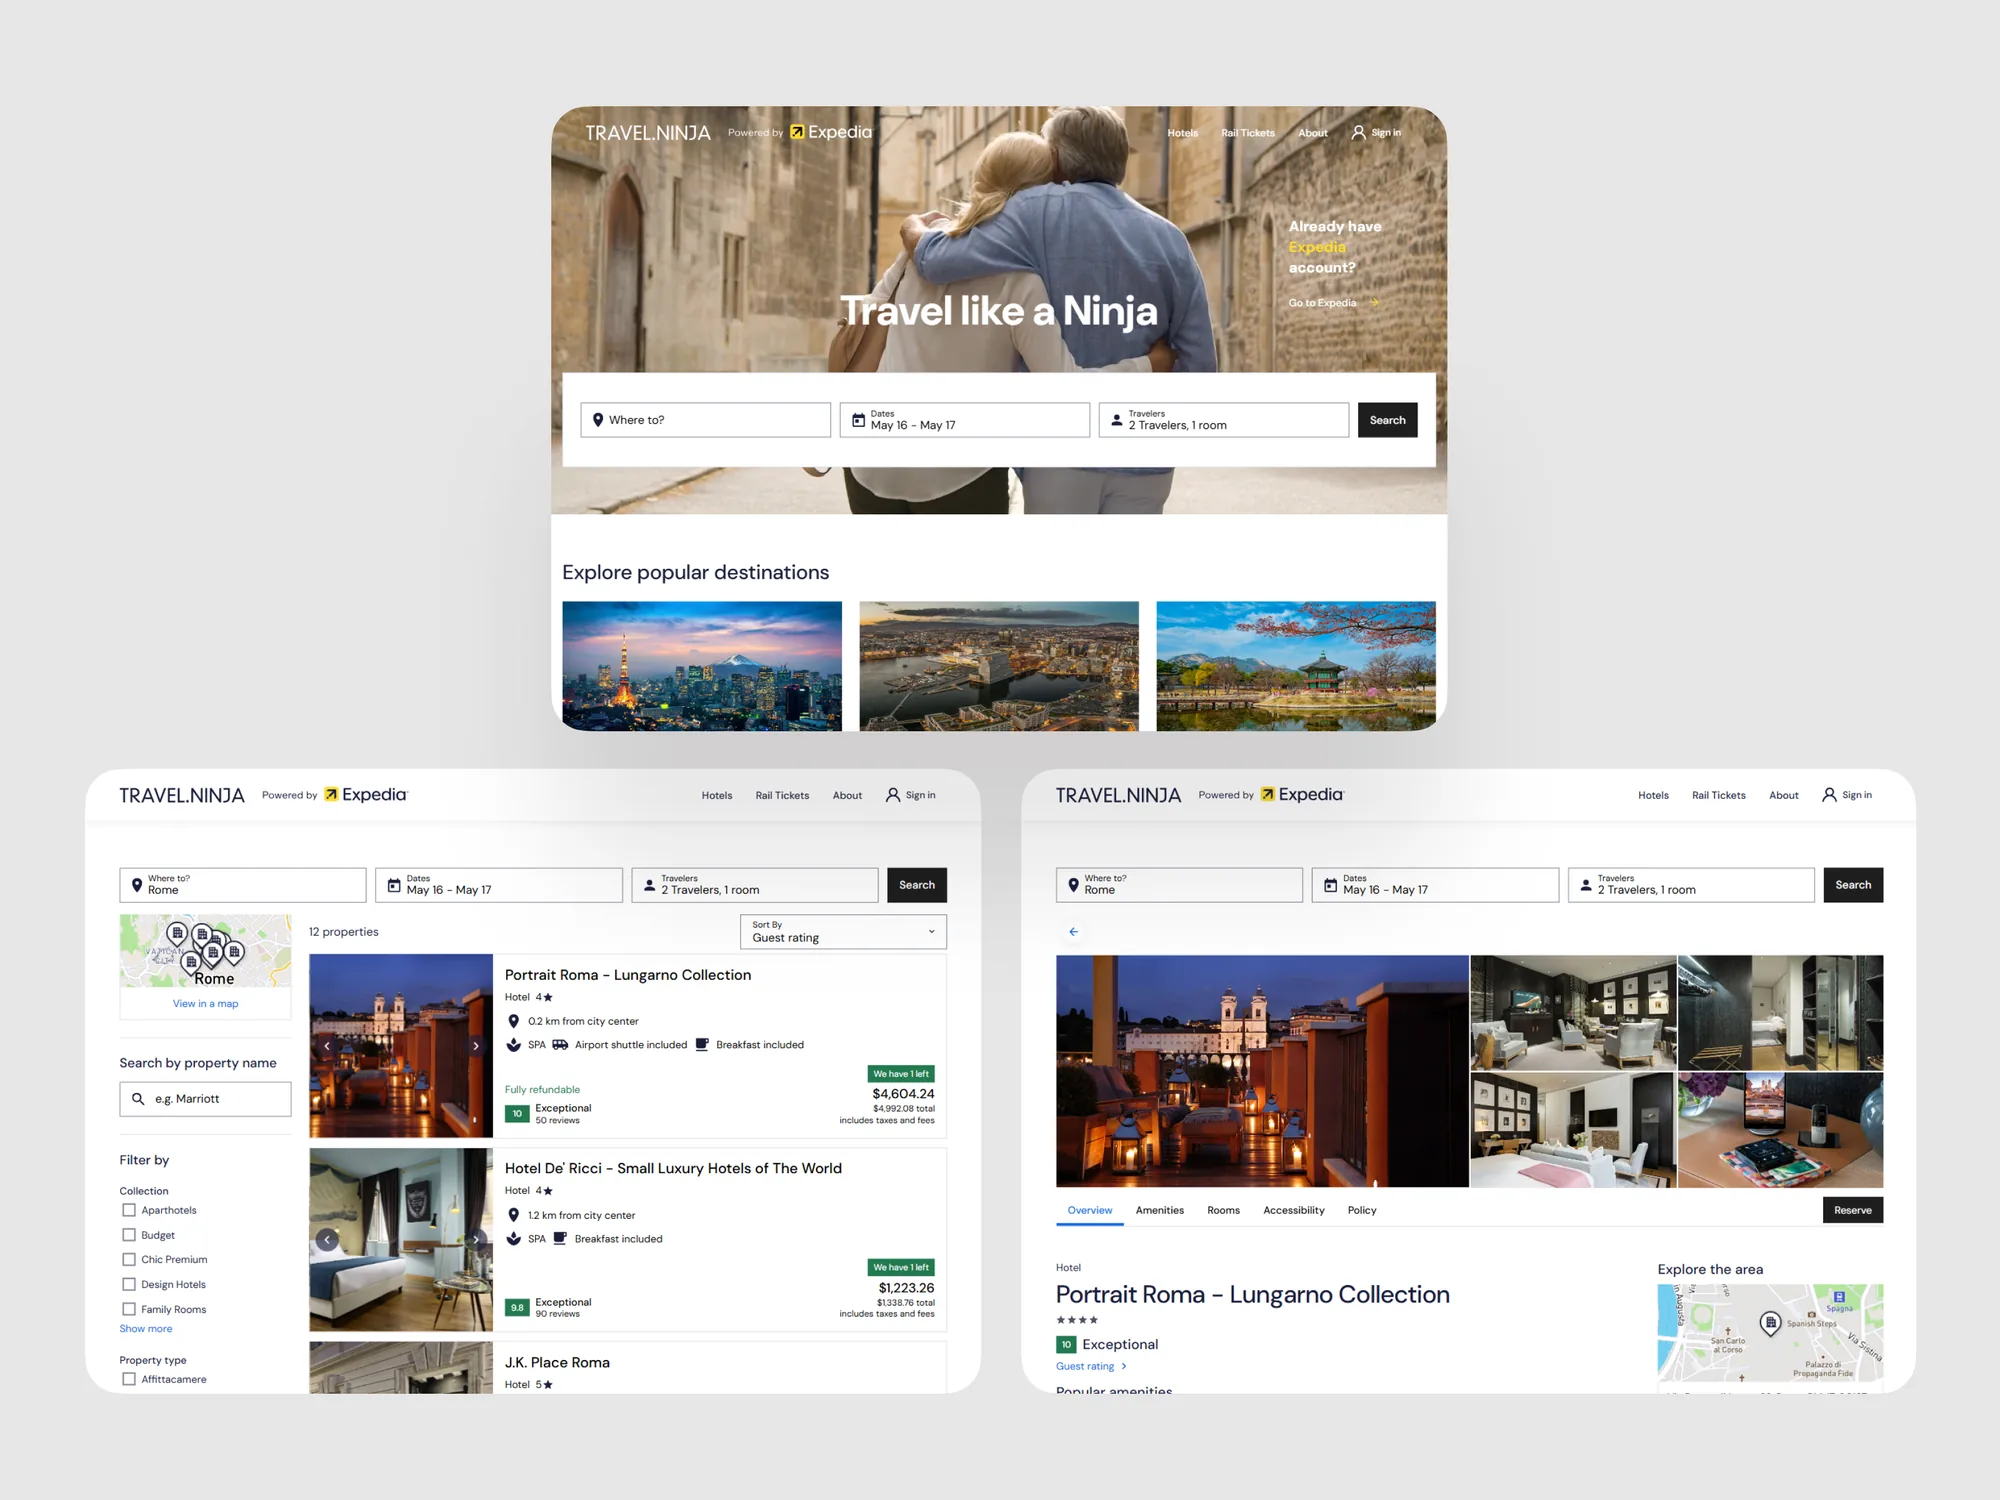 TRAVEL.NINJA Powered by Expedia Hotels Rail Tickets About Sign in
Already have
Expedia
account?
Go to Expedia
Travel like a Ninja
Where to?
Dates
May 16 - May 17
Travelers
2 Travelers, 1 room
Search
Explore popular destinations
TRAVEL.NINJA Powered by Expedia Hotels Rail Tickets About Sign in
Where to?
Rome
Dates
May 16 - May 17
Travelers
2 Travelers, 1 room
Search
VATICAN
CITY
Rome
View in a map
Search by property name
e.g. Marriott
Filter by
Collection
Aparthotels
Budget
Chic Premium
Design Hotels
Family Rooms
Show more
Property type
Affittacamere
12 properties
Sort By
Guest rating
Portrait Roma - Lungarno Collection
Hotel 4★
0.2 km from city center
SPA Airport shuttle included Breakfast included
We have 1 left
Fully refundable
$4,604.24
10 Exceptional
50 reviews
$4,992.08 total
includes taxes and fees
Hotel De' Ricci - Small Luxury Hotels of The World
Hotel 4★
1.2 km from city center
SPA Breakfast included
We have 1 left
$1,223.26
9.8 Exceptional
90 reviews
$1,338.76 total
includes taxes and fees
J.K. Place Roma
Hotel 5★
TRAVEL.NINJA Powered by Expedia Hotels Rail Tickets About Sign in
Where to?
Rome
Dates
May 16 - May 17
Travelers
2 Travelers, 1 room
Search
Overview Amenities Rooms Accessibility Policy Reserve
Hotel
Portrait Roma - Lungarno Collection
★★★★
10 Exceptional
Guest rating
Popular amenities
Explore the area
Spagna
Spanish Steps
San Carlo
al Corso
Via Sistina
Palazzo di
Propaganda Fide